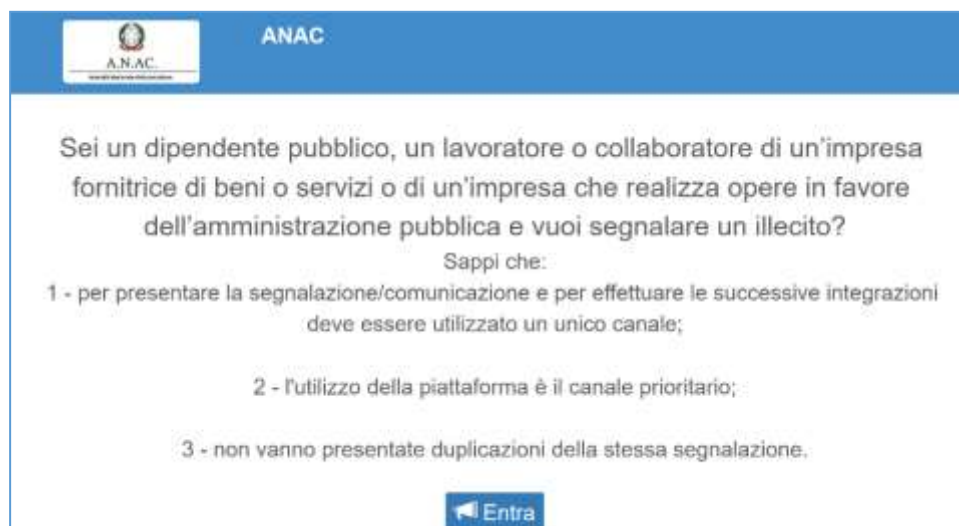 ANAC
A.N.AC.
Sei un dipendente pubblico, un lavoratore o collaboratore di un'impresa
fornitrice di beni o servizi o di un'impresa che realizza opere in favore
dell'amministrazione pubblica e vuoi segnalare un illecito?
Sappi che:
1 - per presentare la segnalazione/comunicazione e per effettuare le successive integrazioni
deve essere utilizzato un unico canale;
2 - l'utilizzo della piattaforma è il canale prioritario;
3 - non vanno presentate duplicazioni della stessa segnalazione.
Entra